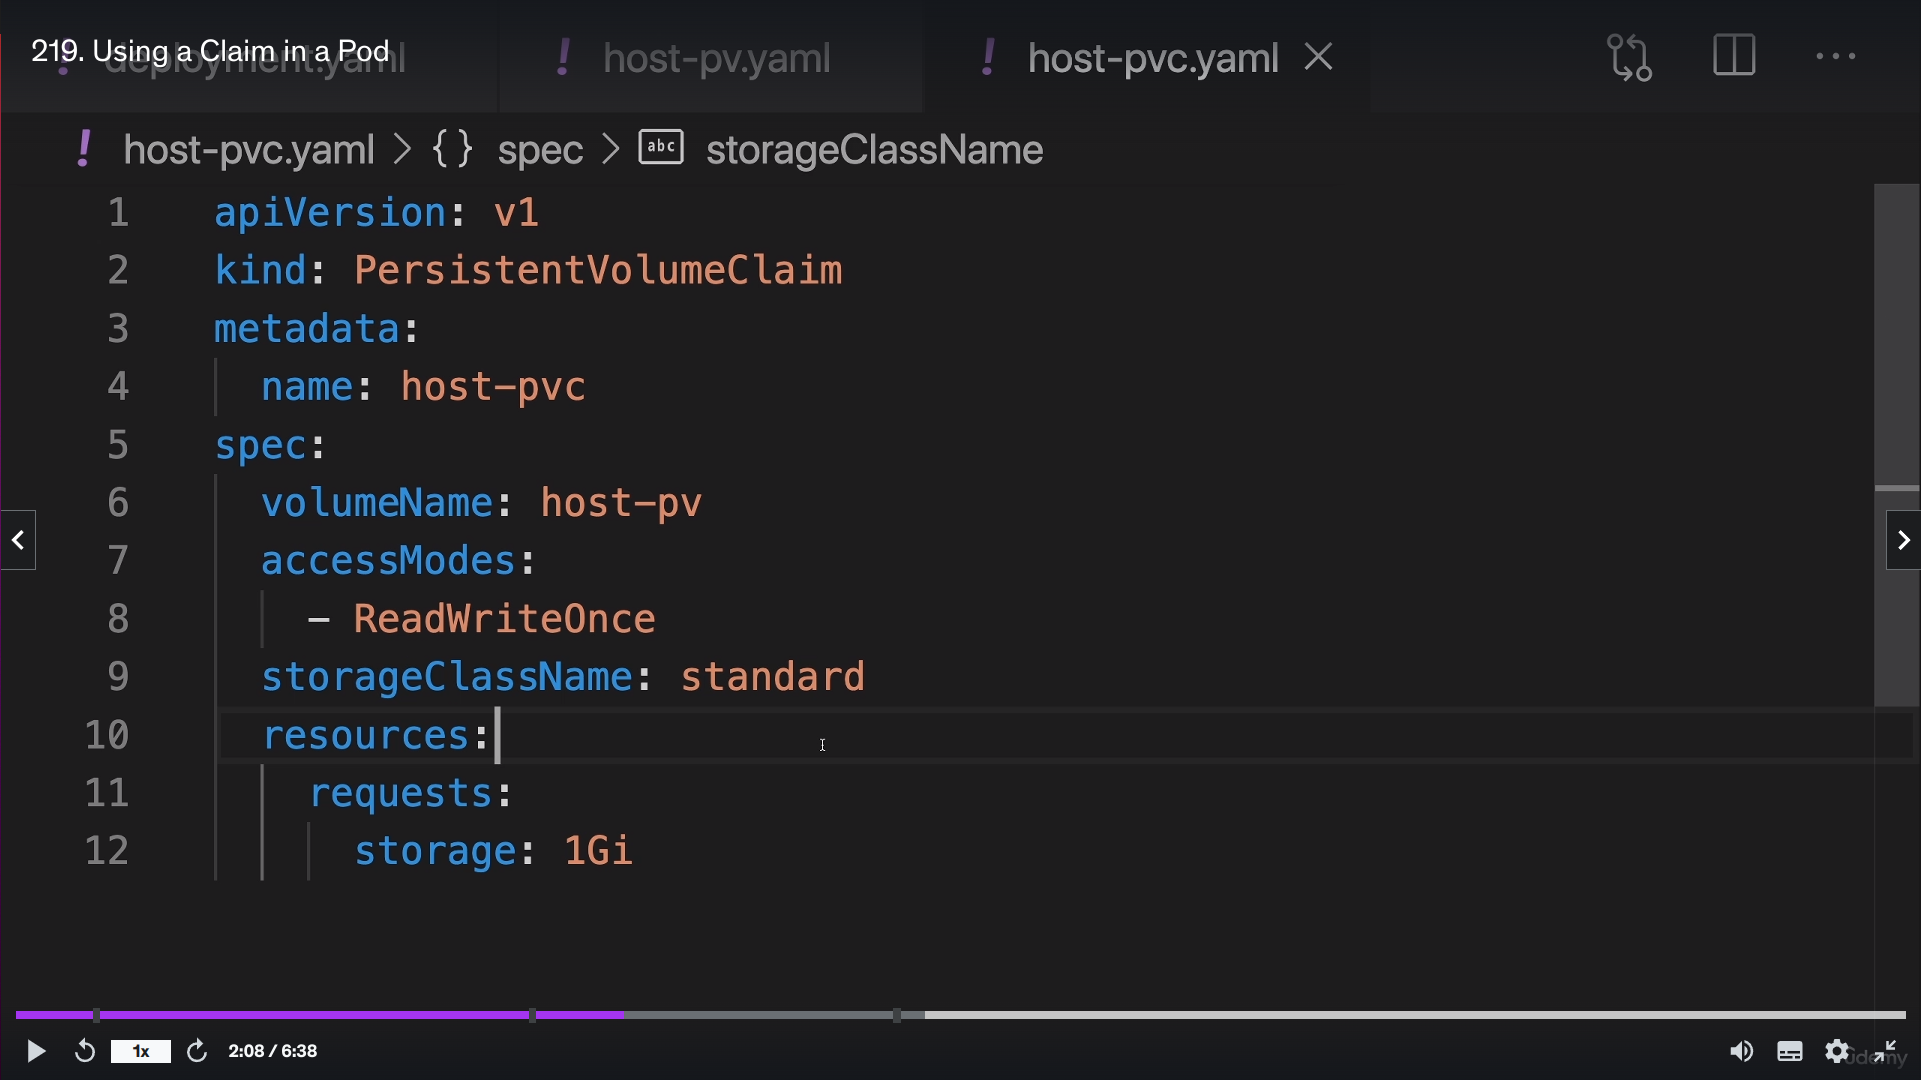 219. Using a Claim in a Pod
deployment.yaml
host-pv.yaml
host-pvc.yaml
host-pvc.yaml > {} spec > abc storageClassName
1 apiVersion: v1
2 kind: PersistentVolumeClaim
3 metadata:
4 name: host-pvc
5 spec:
6 volumeName: host-pv
7 accessModes:
8 - ReadWriteOnce
9 storageClassName: standard
10 resources:
11 requests:
12 storage: 1Gi
1x
2:08 / 6:38
udemy